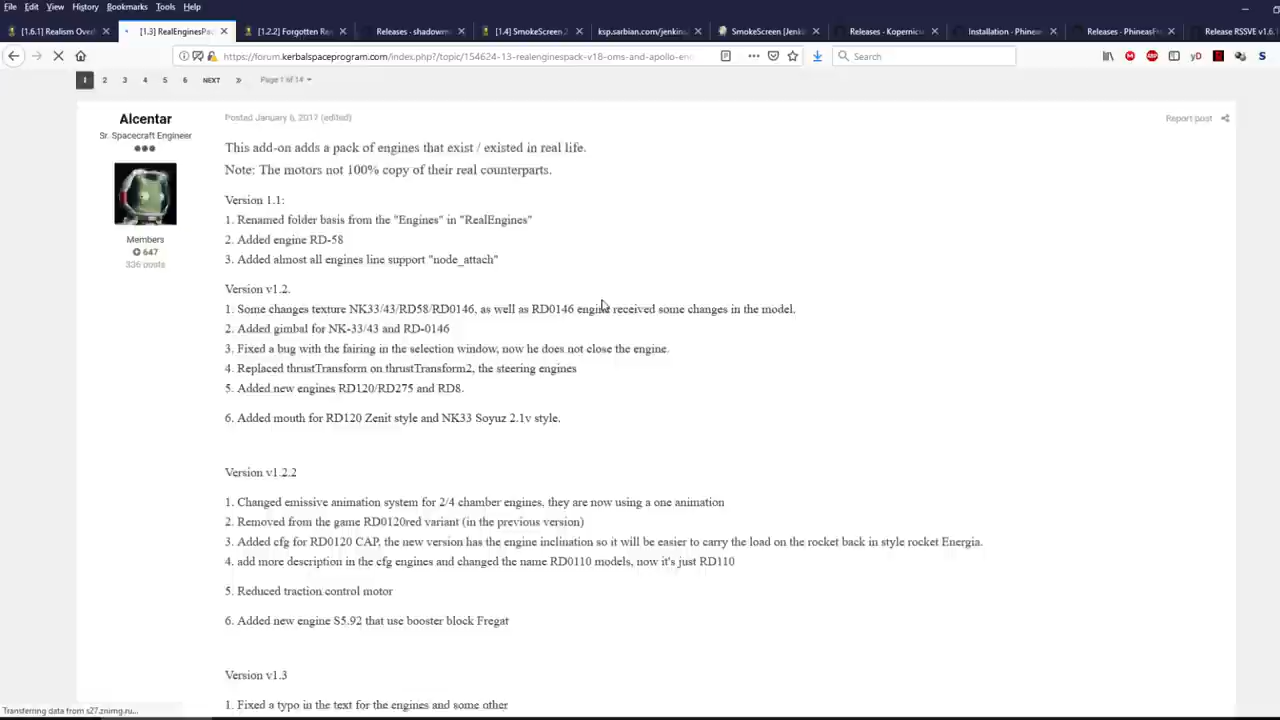 File Edit View History Bookmarks Tools Help
[1.6.1] Realism Over [1.3] RealEnginesPa [1.2.2] Forgotten Re Releases · shadowm [1.4] SmokeScreen 2 ksp.sarbian.com/jenkins SmokeScreen [Jenki Releases · Kopernic Installation · Phine Releases · PhineasFr Release RSSVE v1.6.1
https://forum.kerbalspaceprogram.com/index.php?/topic/154624-13-realenginespack-v18-oms-and-apollo-en Search
1 2 3 4 5 6 NEXT » Page 1 of 14
Alcentar
Sr. Spacecraft Engineer
Members
647
336 posts
Posted January 6, 2017 (edited) Report post
This add-on adds a pack of engines that exist / existed in real life.
Note: The motors not 100% copy of their real counterparts.
Version 1.1:
1. Renamed folder basis from the "Engines" in "RealEngines"
2. Added engine RD-58
3. Added almost all engines line support "node_attach"
Version v1.2.
1. Some changes texture NK33/43/RD58/RD0146, as well as RD0146 engine received some changes in the model.
2. Added gimbal for NK-33/43 and RD-0146
3. Fixed a bug with the fairing in the selection window, now he does not close the engine.
4. Replaced thrustTransform on thrustTransform2, the steering engines
5. Added new engines RD120/RD275 and RD8.
6. Added mouth for RD120 Zenit style and NK33 Soyuz 2.1v style.
Version v1.2.2
1. Changed emissive animation system for 2/4 chamber engines, they are now using a one animation
2. Removed from the game RD0120red variant (in the previous version)
3. Added cfg for RD0120 CAP, the new version has the engine inclination so it will be easier to carry the load on the rocket back in style rocket Energia.
4. add more description in the cfg engines and changed the name RD0110 models, now it's just RD110
5. Reduced traction control motor
6. Added new engine S5.92 that use booster block Fregat
Version v1.3
1. Fixed a typo in the text for the engines and some other
Transferring data from s27.znimg.ru...